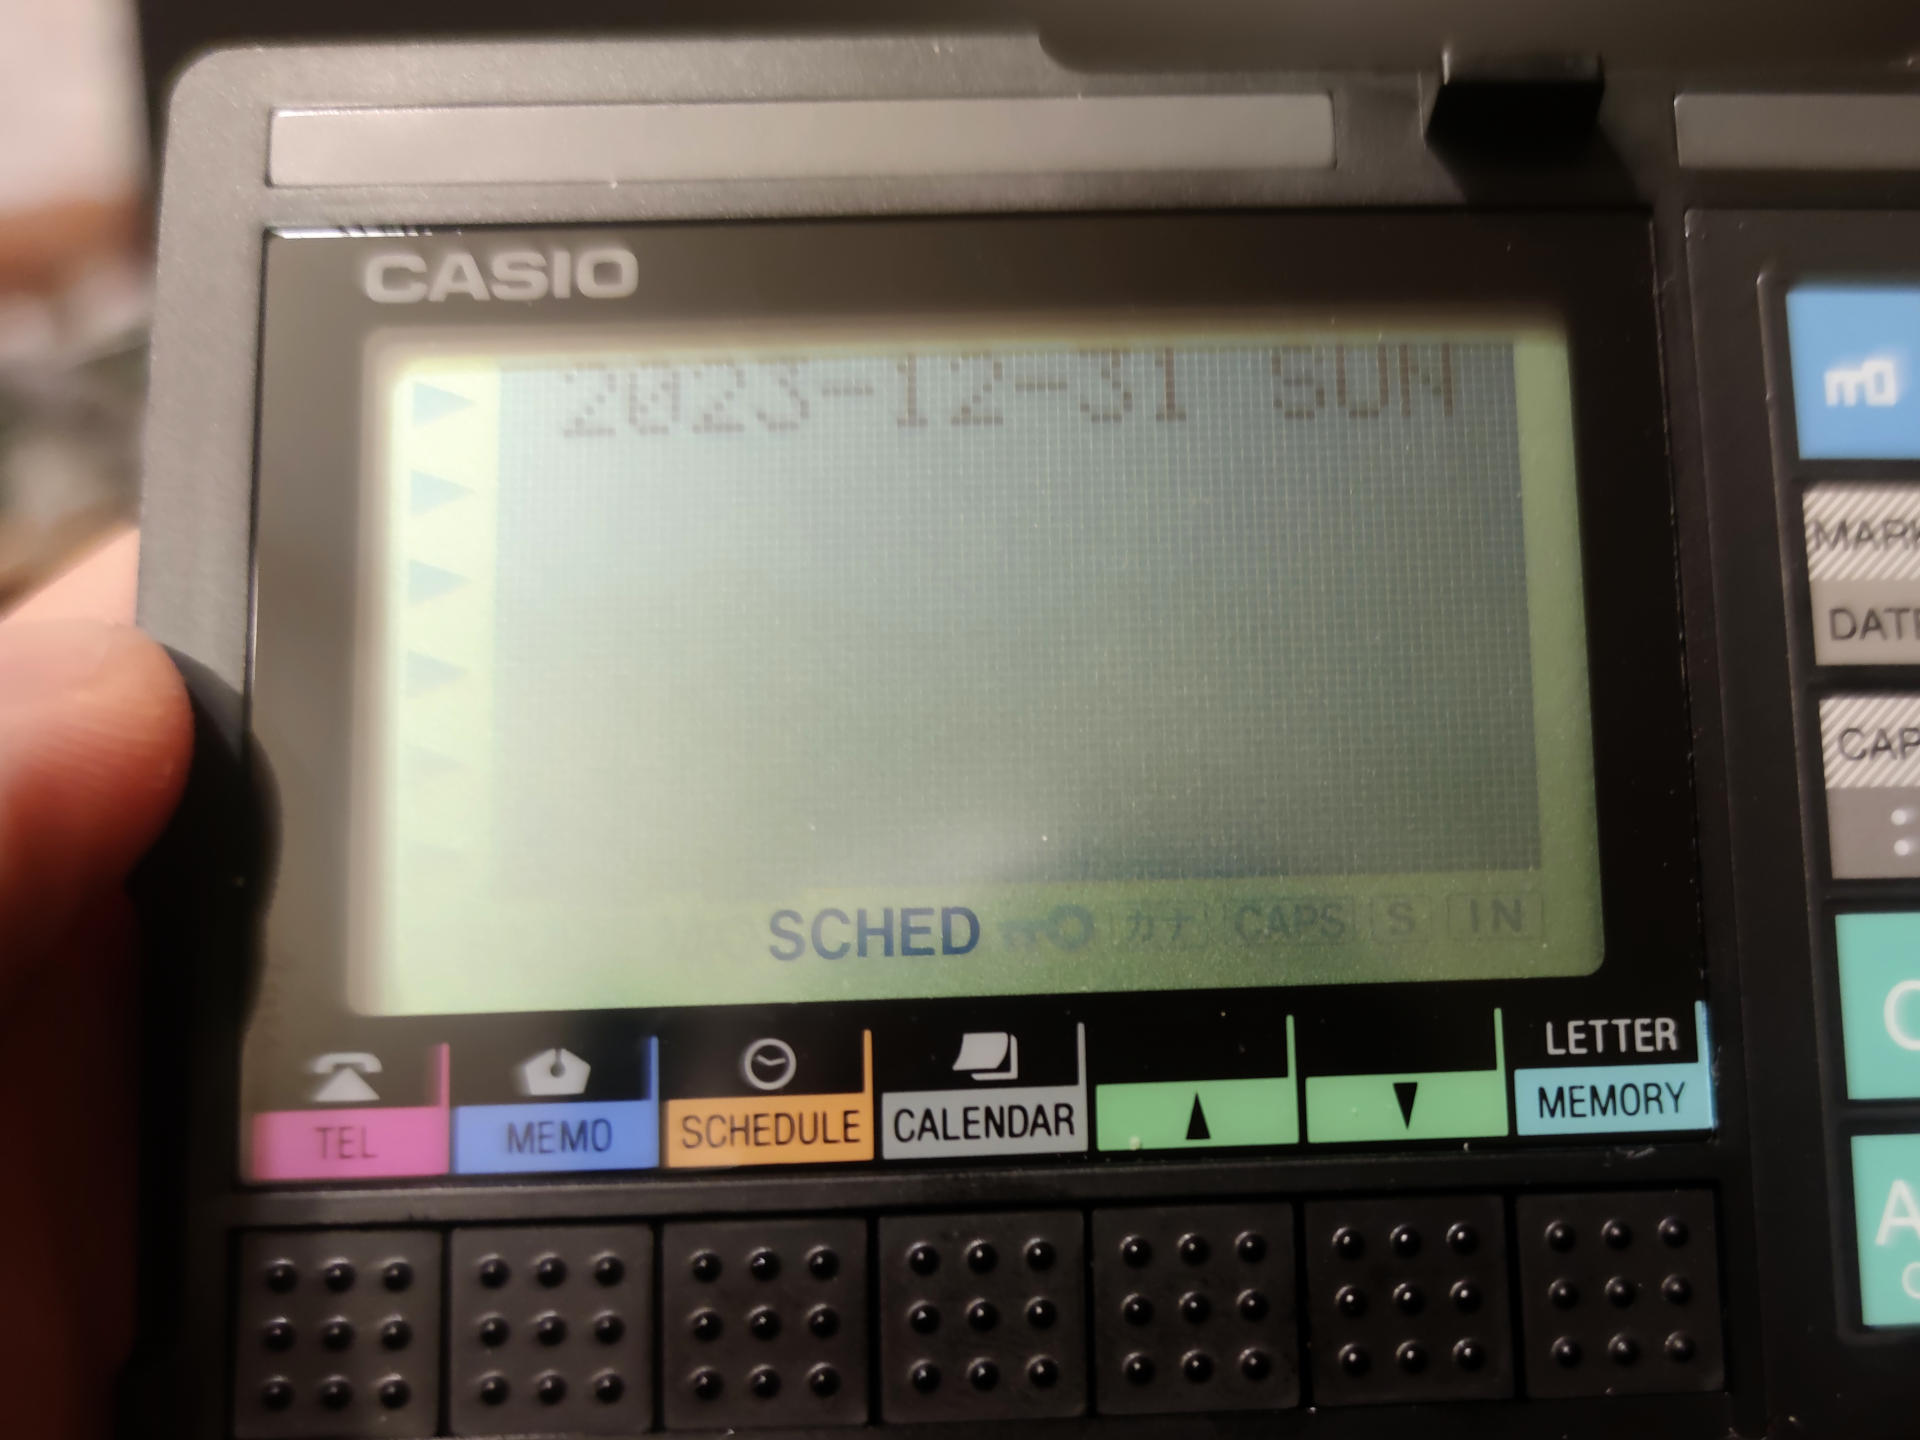 CASIO
2023-12-31 SUN
SCHED カナ CAPS S IN
LETTER
TEL MEMO SCHEDULE CALENDAR ▲ ▼ MEMORY
DAT
CAP
C
A